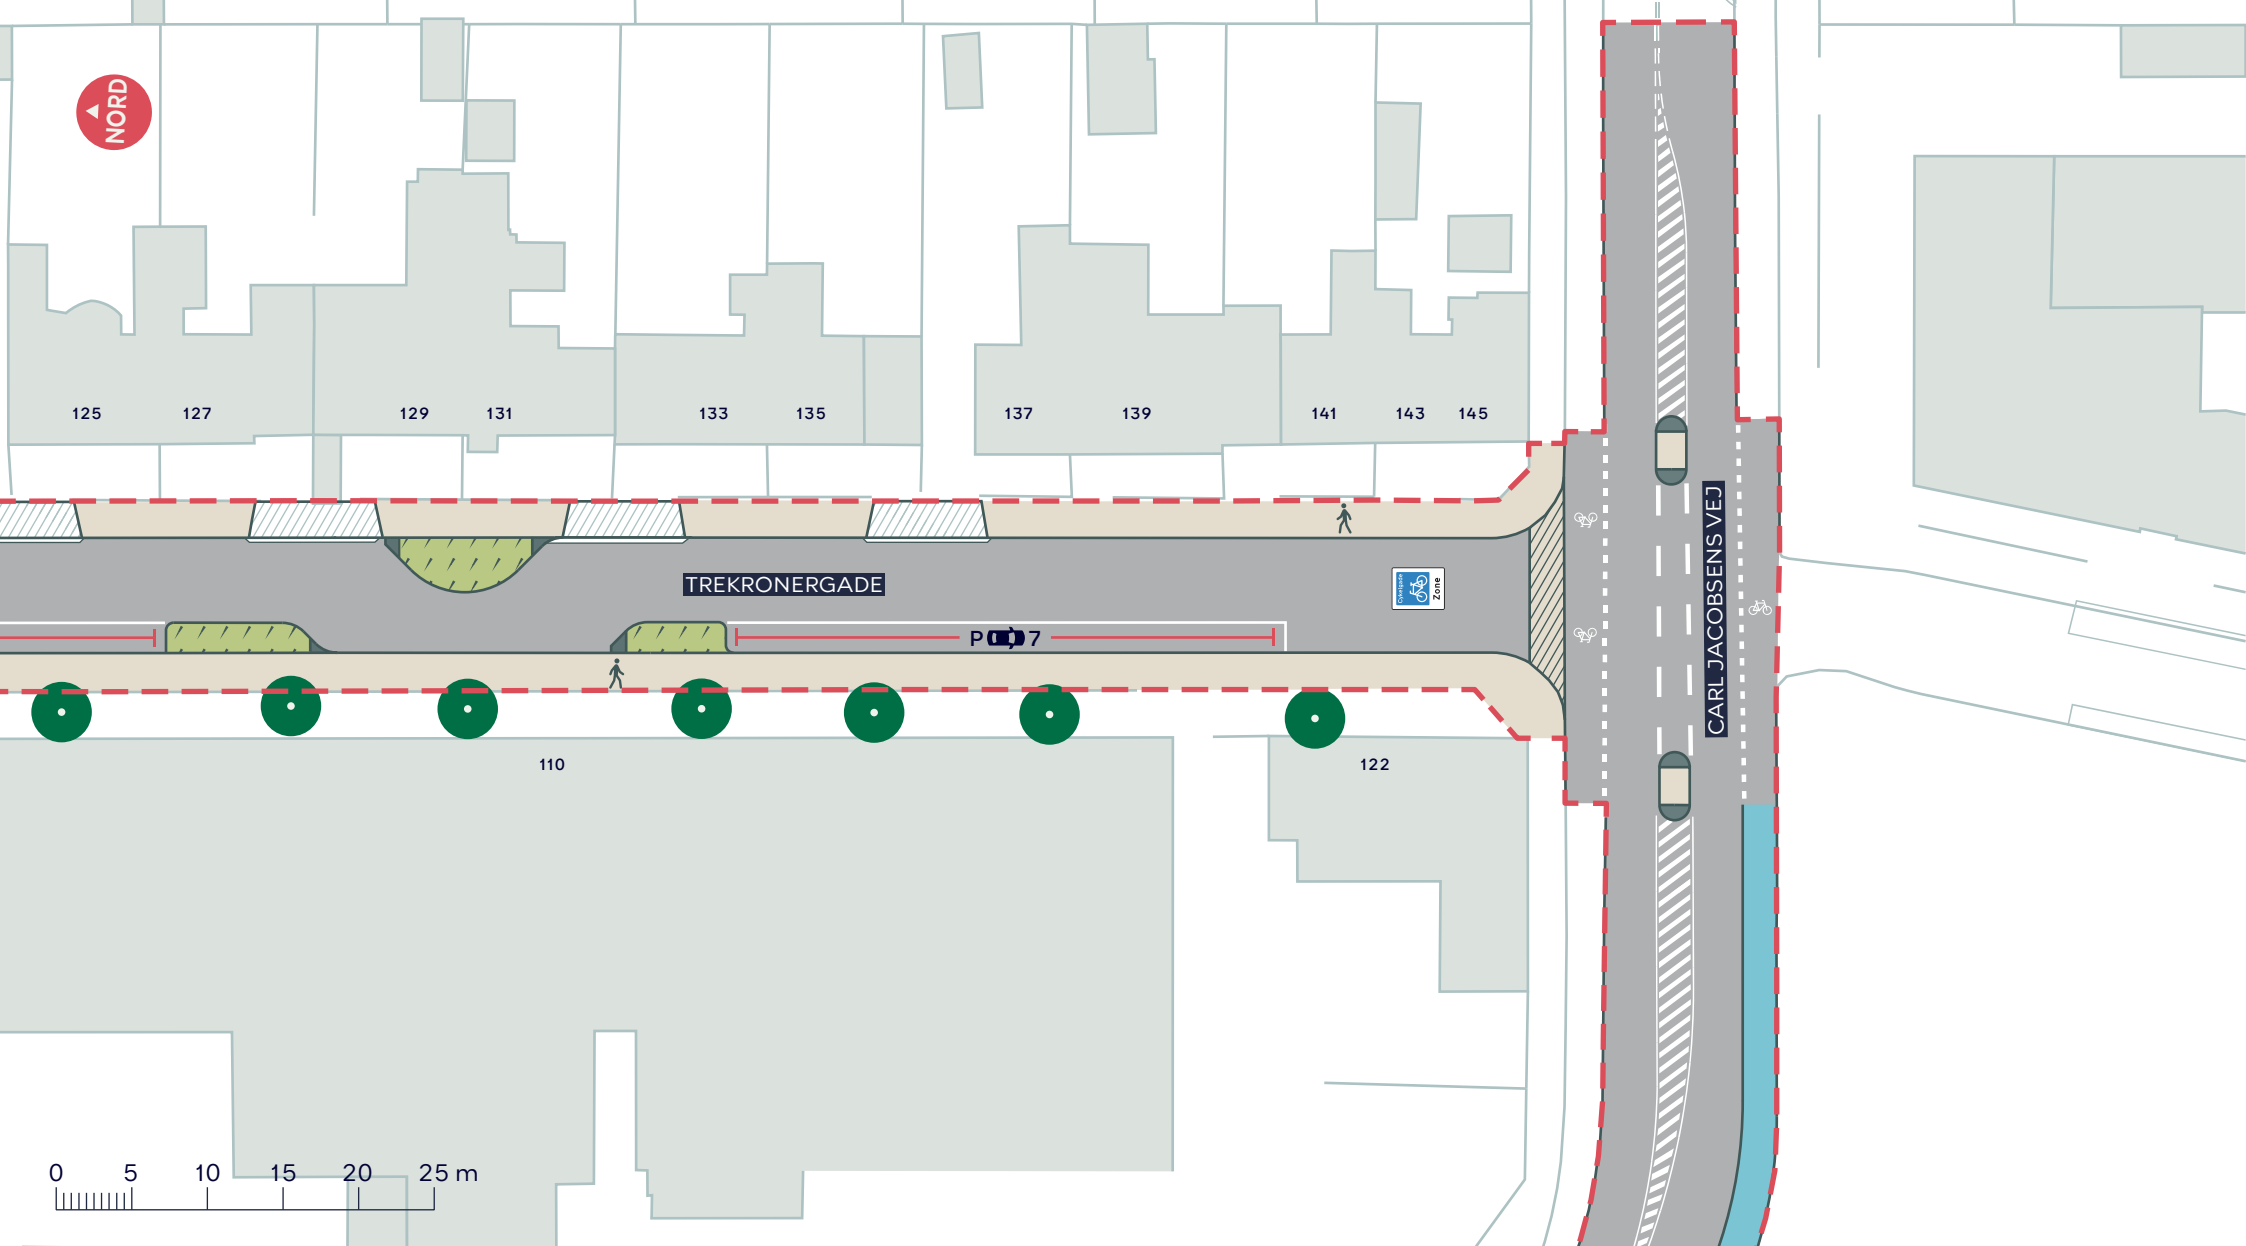 NORD
125 127 129 131 133 135 137 139 141 143 145
TREKRONERGADE
Cykelgade
Zone
P 7
CARL JACOBSENS VEJ
110 122
0 5 10 15 20 25 m